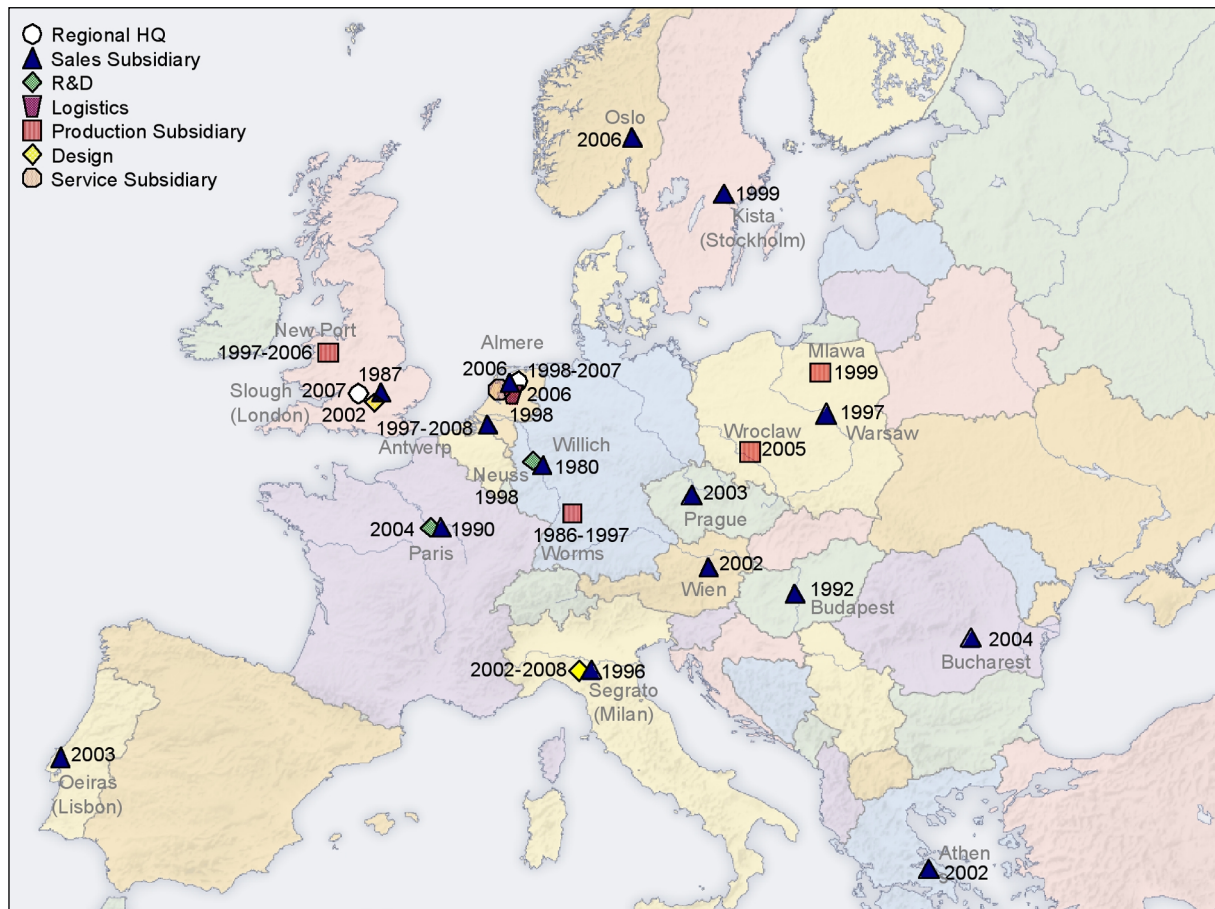 Regional HQ
Sales Subsidiary
R&D
Logistics
Production Subsidiary
Design
Service Subsidiary
Oslo
2006
1999
Kista
(Stockholm)
New Port
1997-2006
1987
Slough
2007
(London)
2002
Almere
2006
1998-2007
2006
1998
1997-2008
Antwerp
Mlawa
1999
1997
Warsaw
Wroclaw
2005
Willich
1980
Neuss
1998
2003
Prague
2004
1990
Paris
1986-1997
Worms
2002
Wien
1992
Budapest
2004
Bucharest
2002-2008
1996
Segrato
(Milan)
2003
Oeiras
(Lisbon)
Athen
2002